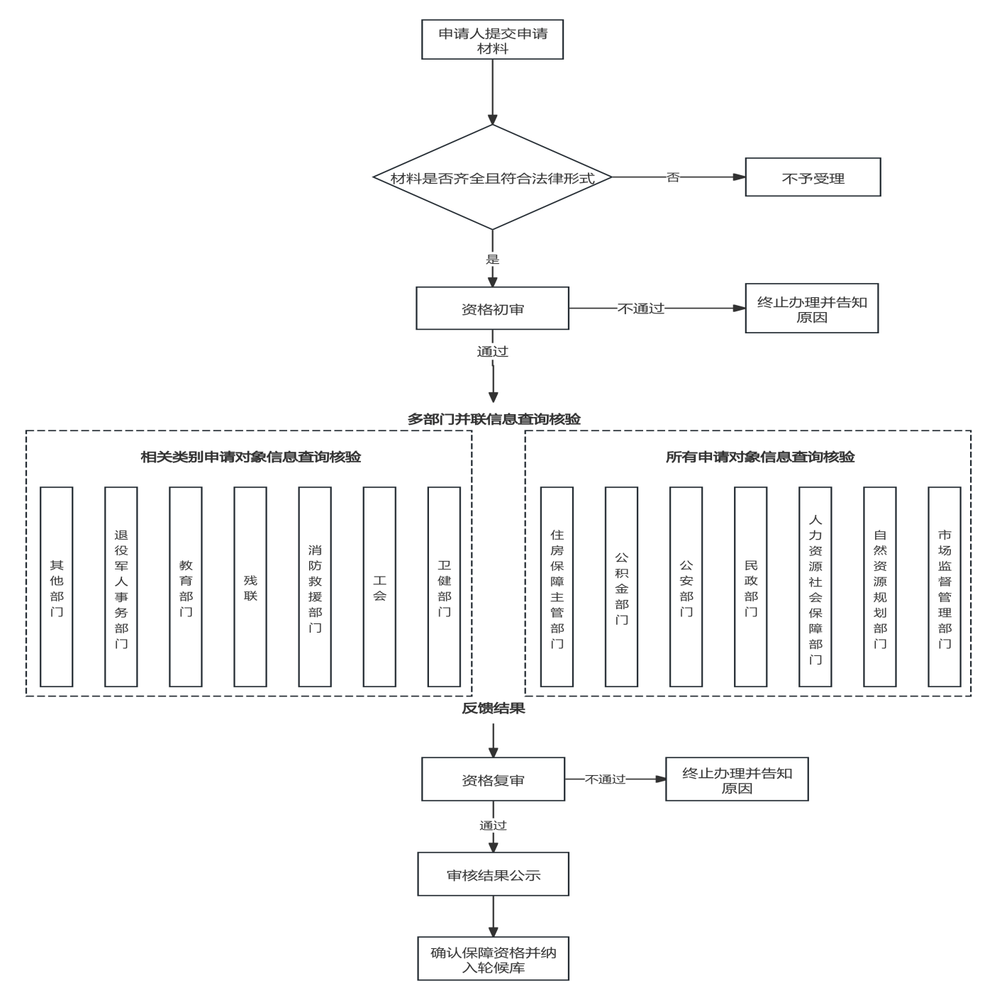 申请人提交申请
材料
材料是否齐全且符合法律形式
否
不予受理
是
资格初审
不通过
终止办理并告知
原因
通过
多部门并联信息查询核验
相关类别申请对象信息查询核验
其他部门
退役军人事务部门
教育部门
残联
消防救援部门
工会
卫健部门
所有申请对象信息查询核验
住房保障主管部门
公积金部门
公安部门
民政部门
人力资源社会保障部门
自然资源规划部门
市场监督管理部门
反馈结果
资格复审
不通过
终止办理并告知
原因
通过
审核结果公示
确认保障资格并纳
入轮候库